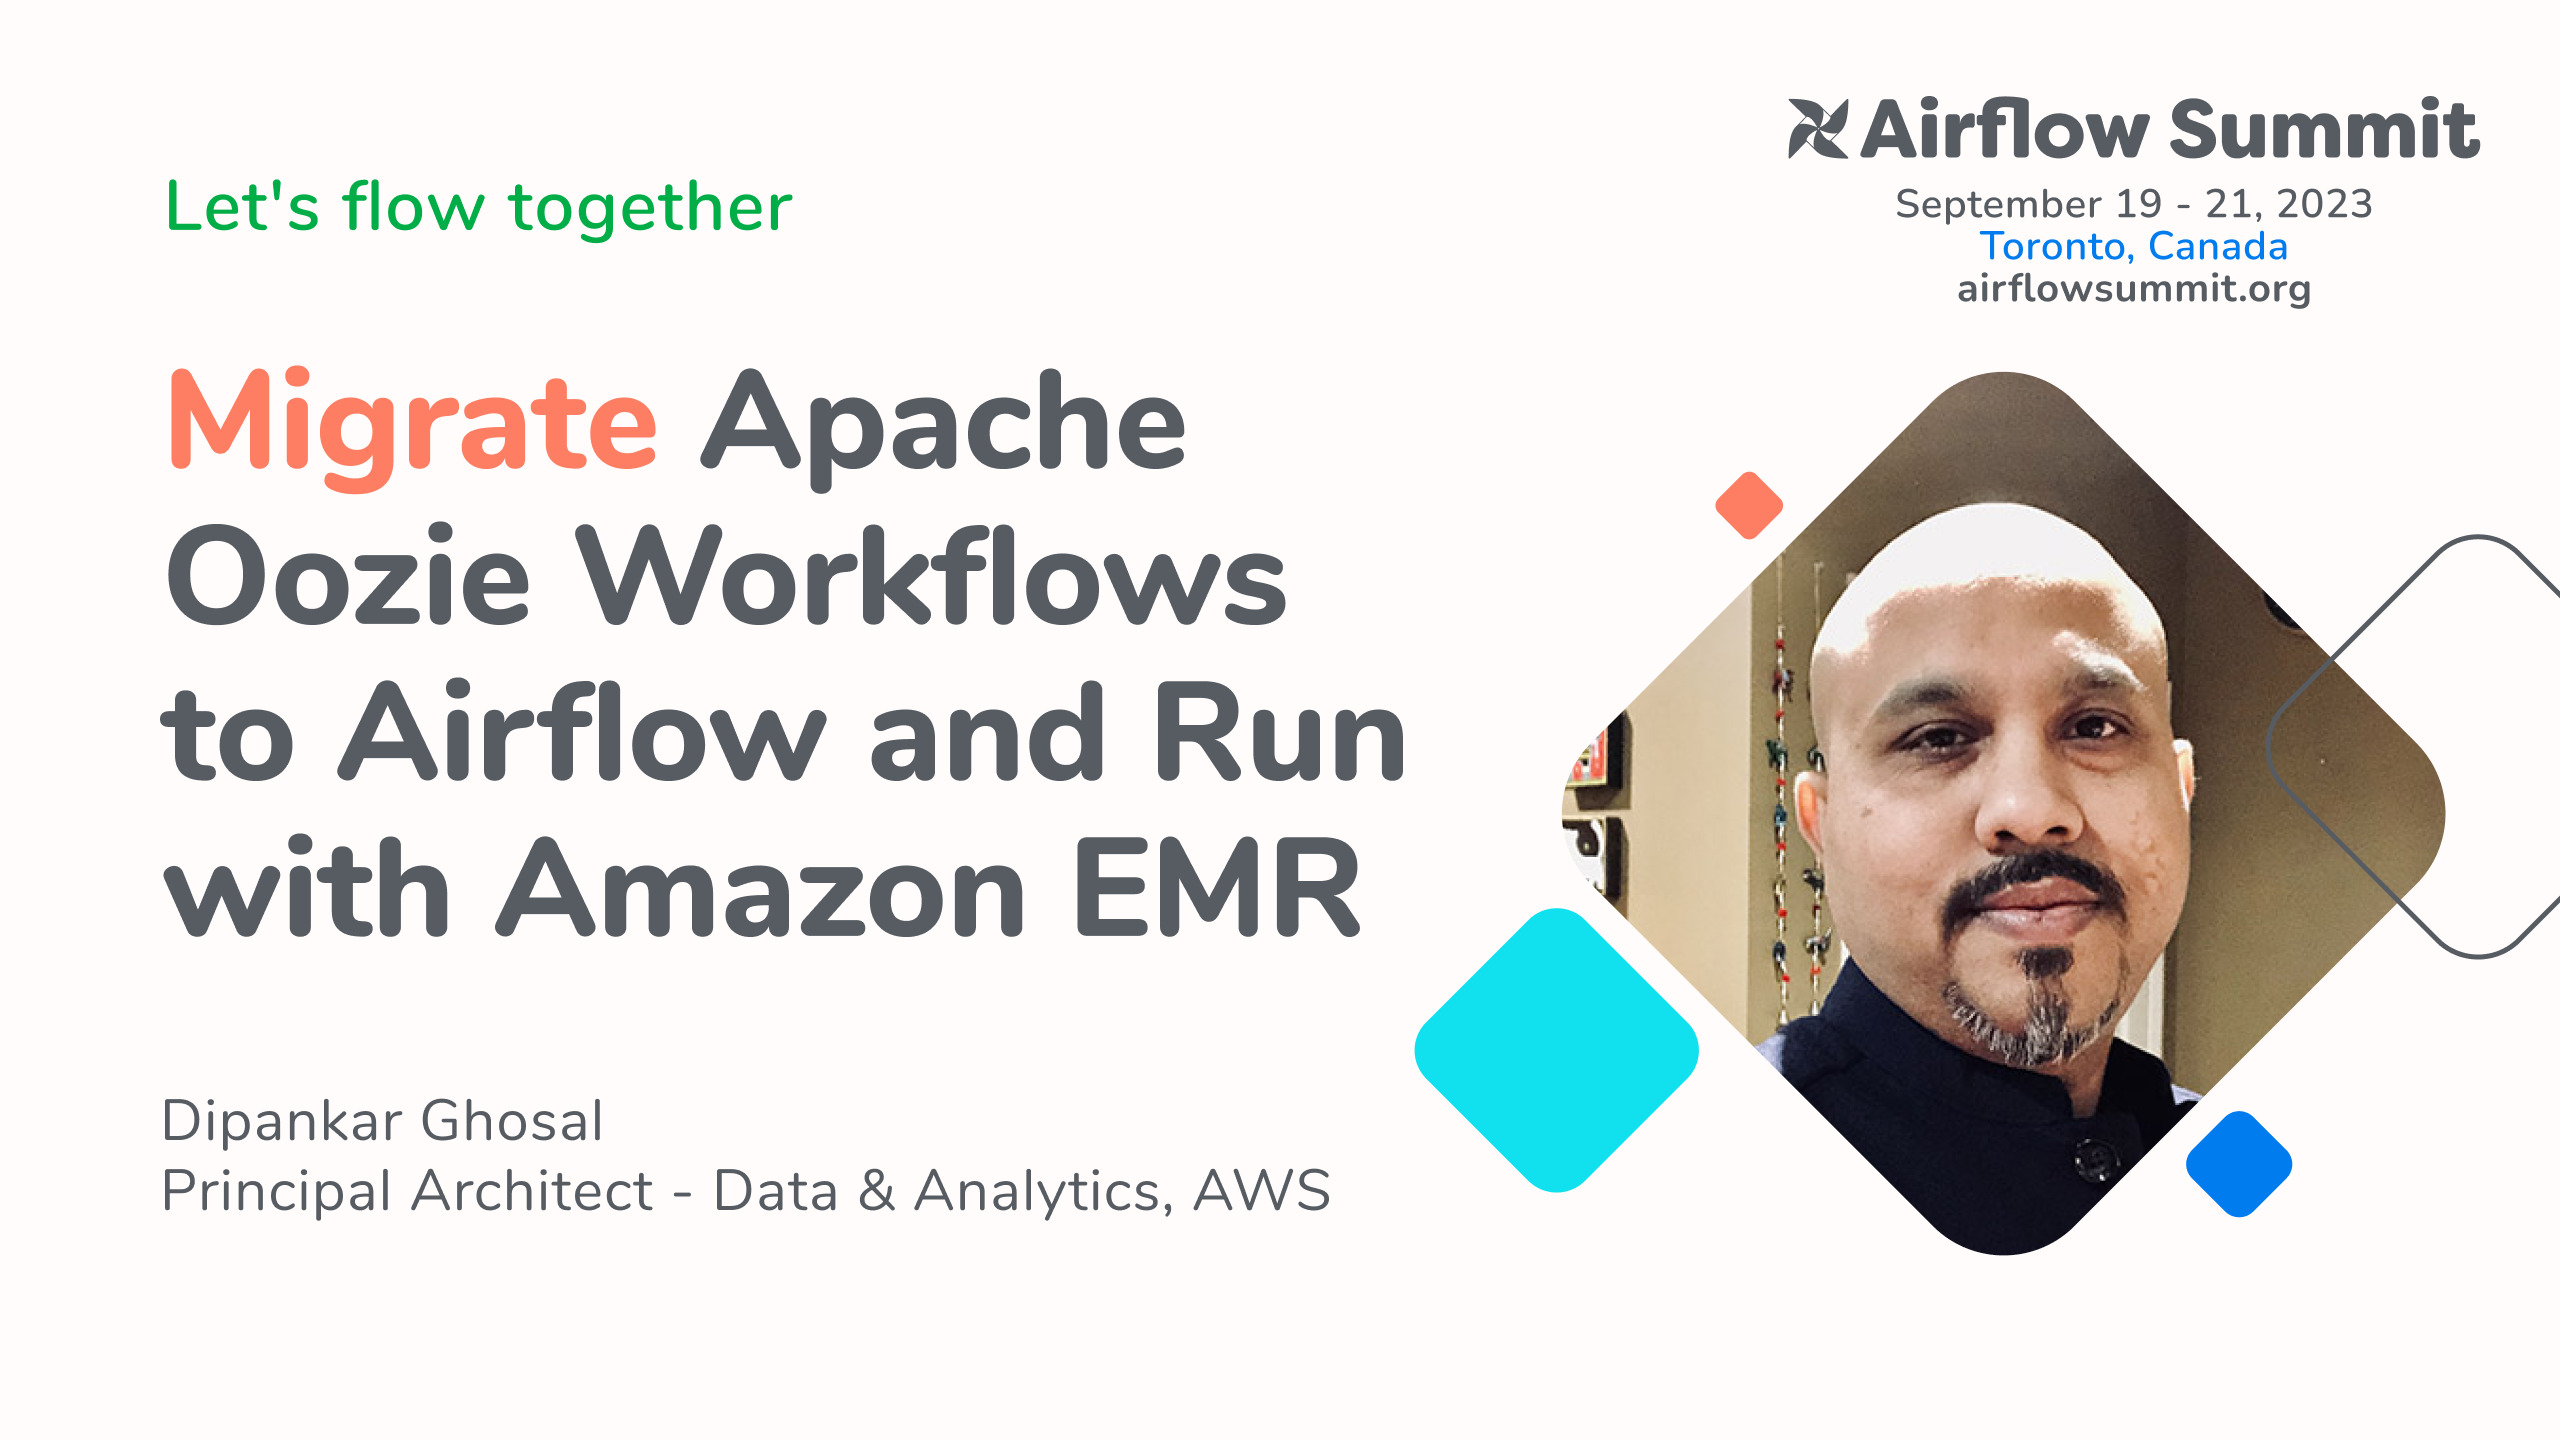 Airflow Summit
September 19 - 21, 2023
Toronto, Canada
airflowsummit.org
Let's flow together
Migrate Apache
Oozie Workflows
to Airflow and Run
with Amazon EMR
Dipankar Ghosal
Principal Architect - Data & Analytics, AWS